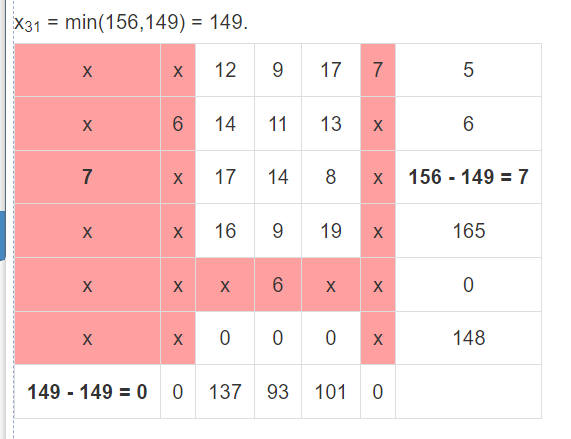 x31 = min(156,149) = 149.
x x 12 9 17 7 5
x 6 14 11 13 x 6
7 x 17 14 8 x 156 - 149 = 7
x x 16 9 19 x 165
x x x 6 x x 0
x x 0 0 0 x 148
149 - 149 = 0 0 137 93 101 0